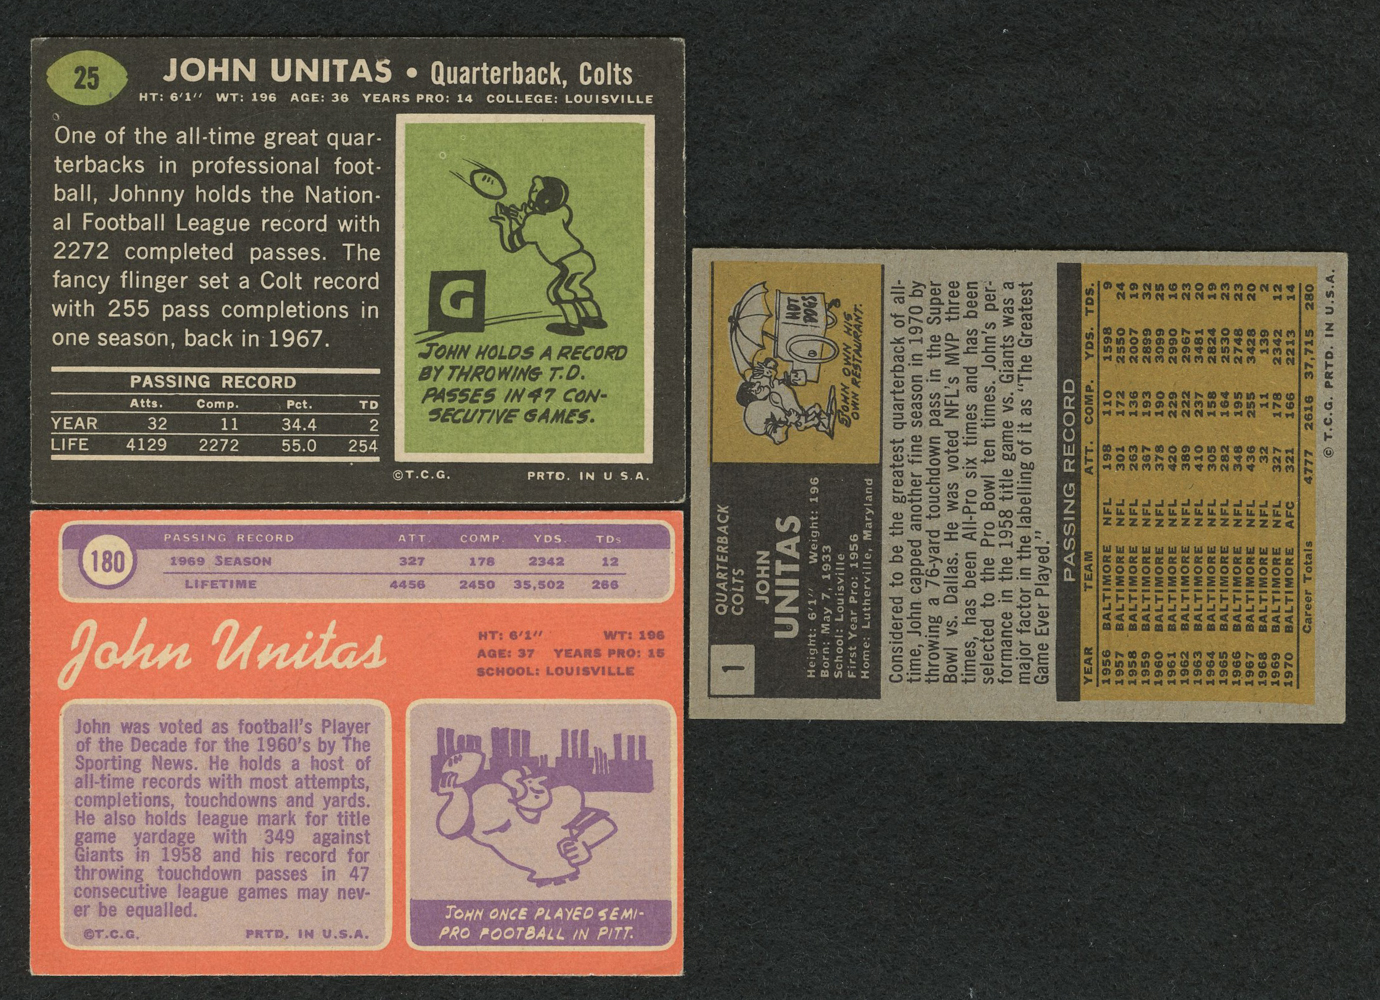 25
JOHN UNITAS • Quarterback, Colts
HT: 6'1'' WT: 196 AGE: 36 YEARS PRO: 14 COLLEGE: LOUISVILLE
One of the all-time great quar-
terbacks in professional foot-
ball, Johnny holds the Nation-
al Football League record with
2272 completed passes. The
fancy flinger set a Colt record
with 255 pass completions in
one season, back in 1967.
PASSING RECORD
Atts. Comp. Pct. TD
YEAR 32 11 34.4 2
LIFE 4129 2272 55.0 254
G
JOHN HOLDS A RECORD
BY THROWING T.D.
PASSES IN 47 CON-
SECUTIVE GAMES.
©T.C.G. PRTD. IN U.S.A.
180
PASSING RECORD ATT. COMP. YDS. TDs
1969 SEASON 327 178 2342 12
LIFETIME 4456 2450 35,502 266
John Unitas
HT: 6'1'' WT: 196
AGE: 37 YEARS PRO: 15
SCHOOL: LOUISVILLE
John was voted as football's Player
of the Decade for the 1960's by The
Sporting News. He holds a host of
all-time records with most attempts,
completions, touchdowns and yards.
He also holds league mark for title
game yardage with 349 against
Giants in 1958 and his record for
throwing touchdown passes in 47
consecutive league games may nev-
er be equalled.
©T.C.G. PRTD. IN U.S.A.
JOHN ONCE PLAYED SEMI-
PRO FOOTBALL IN PITT.
1
QUARTERBACK
COLTS
JOHN
UNITAS
Height: 6'1'' Weight: 196
Born: May 7, 1933
School: Louisville
First Year Pro: 1956
Home: Lutherville, Maryland
HOT DOGS
JOHN OWN HIS
OWN RESTAURANT.
Considered to be the greatest quarterback of all-
time, John capped another fine season in 1970 by
throwing a 76-yard touchdown pass in the Super
Bowl vs. Dallas. He was voted NFL's MVP three
times, has been All-Pro six times and has been
selected to the Pro Bowl ten times. John's per-
formance in the 1958 title game vs. Giants was a
major factor in the labelling of it as "The Greatest
Game Ever Played."
PASSING RECORD
YEAR TEAM ATT. COMP. YDS. TDS.
1956 BALTIMORE NFL 198 110 1598 9
1957 BALTIMORE NFL 301 172 2550 24
1958 BALTIMORE NFL 263 136 2007 19
1959 BALTIMORE NFL 367 193 2899 32
1960 BALTIMORE NFL 378 190 3099 25
1961 BALTIMORE NFL 420 229 2990 16
1962 BALTIMORE NFL 389 222 2967 23
1963 BALTIMORE NFL 410 237 3481 20
1964 BALTIMORE NFL 305 158 2824 19
1965 BALTIMORE NFL 282 164 2530 23
1966 BALTIMORE NFL 348 195 2748 23
1967 BALTIMORE NFL 436 255 3428 20
1968 BALTIMORE NFL 32 11 139 2
1969 BALTIMORE NFL 327 178 2342 12
1970 BALTIMORE AFC 321 166 2213 14
Career Totals 4777 2616 37,715 280
© T.C.G. PRTD. IN U.S.A.